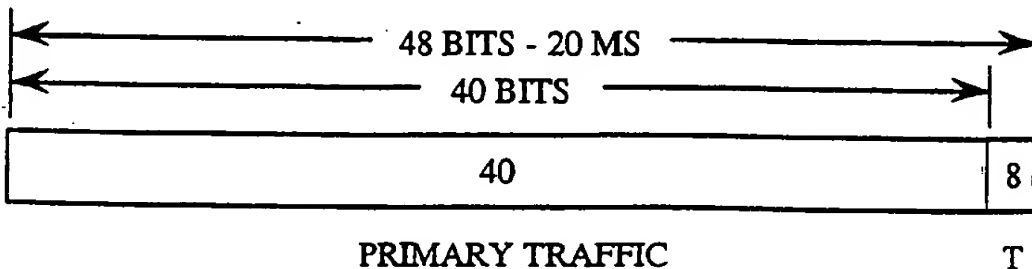 48 BITS - 20 MS
40 BITS
40
8
PRIMARY TRAFFIC
T